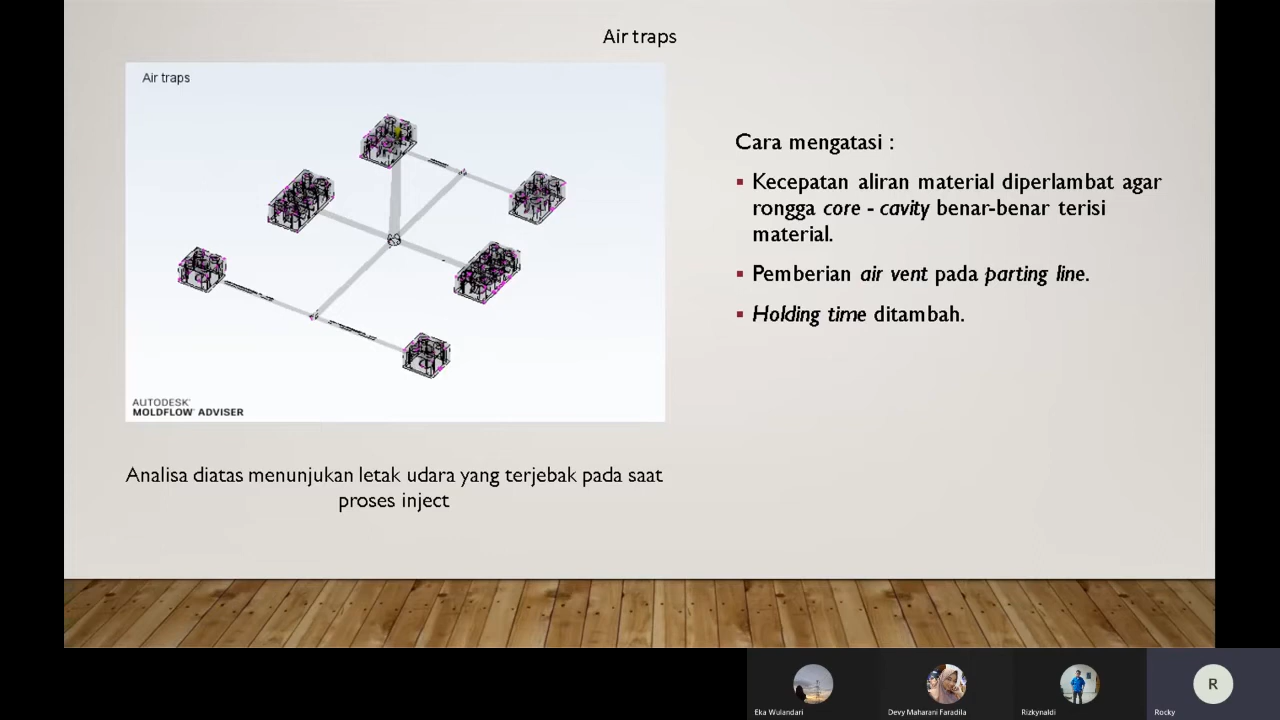 Air traps
Air traps
AUTODESK®
MOLDFLOW® ADVISER
Analisa diatas menunjukan letak udara yang terjebak pada saat
proses inject
Cara mengatasi :
▪ Kecepatan aliran material diperlambat agar
rongga core - cavity benar-benar terisi
material.
▪ Pemberian air vent pada parting line.
▪ Holding time ditambah.
Eka Wulandari
Devy Maharani Faradila
Rizkynaldi
R
Rocky